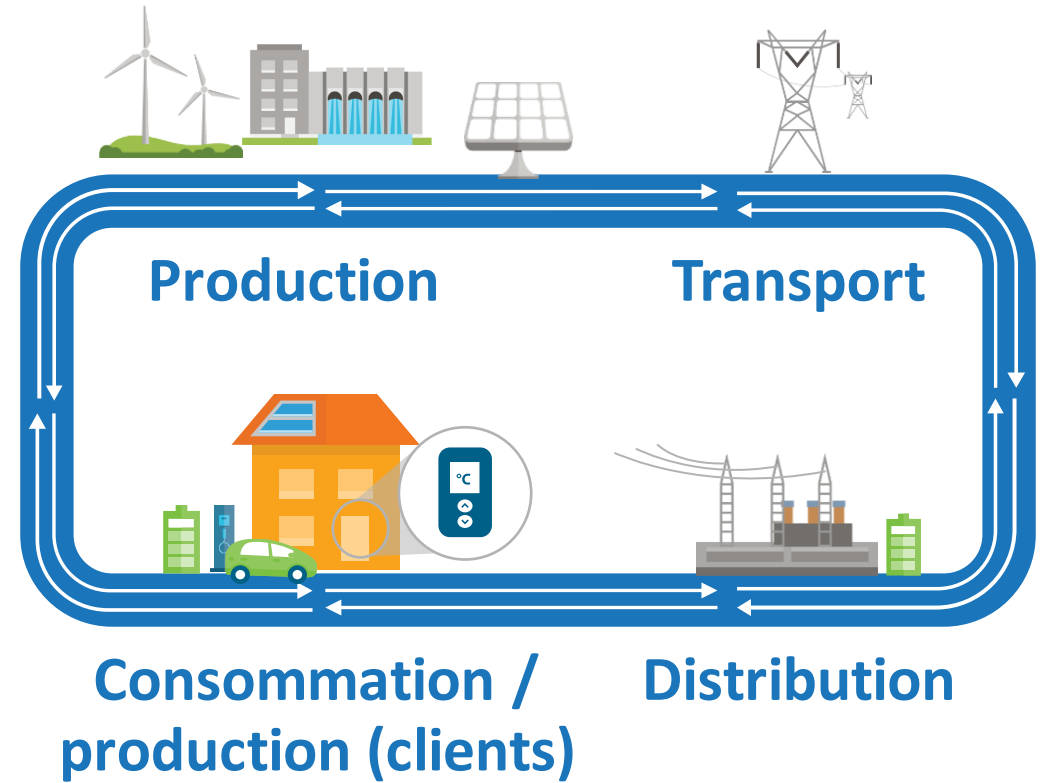 Production
Transport
°C
Consommation /
production (clients)
Distribution